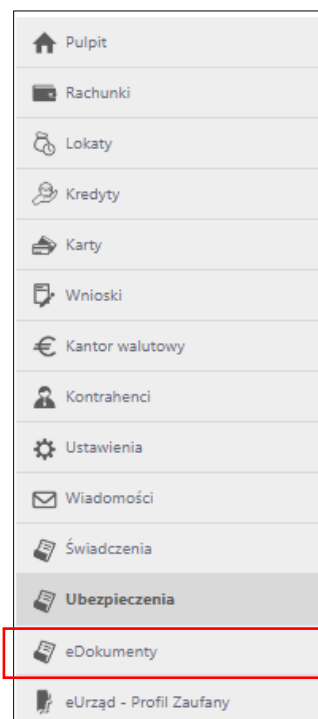 Pulpit
Rachunki
Lokaty
Kredyty
Karty
Wnioski
Kantor walutowy
Kontrahenci
Ustawienia
Wiadomości
Świadczenia
Ubezpieczenia
eDokumenty
eUrząd - Profil Zaufany